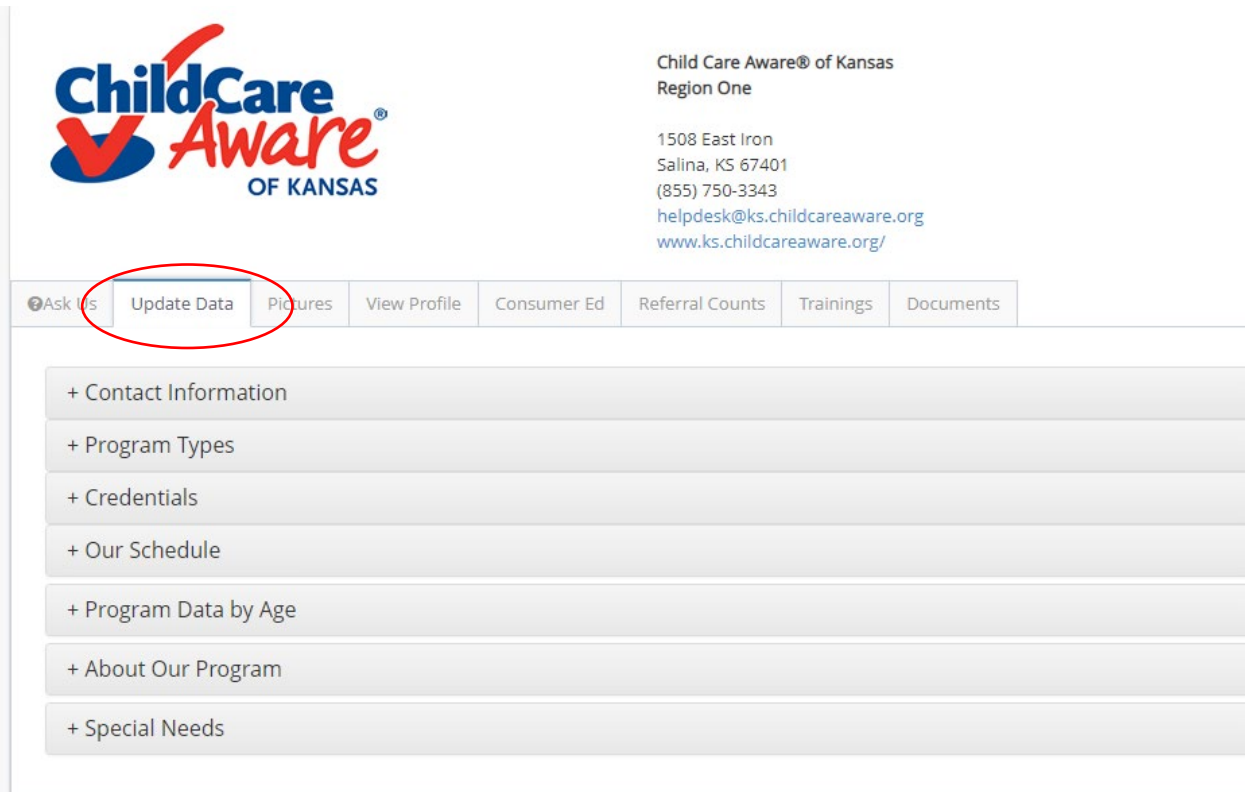 ChildCare
Aware®
OF KANSAS
Child Care Aware® of Kansas
Region One
1508 East Iron
Salina, KS 67401
(855) 750-3343
helpdesk@ks.childcareaware.org
www.ks.childcareaware.org/
Ask Us Update Data Pictures View Profile Consumer Ed Referral Counts Trainings Documents
+ Contact Information
+ Program Types
+ Credentials
+ Our Schedule
+ Program Data by Age
+ About Our Program
+ Special Needs